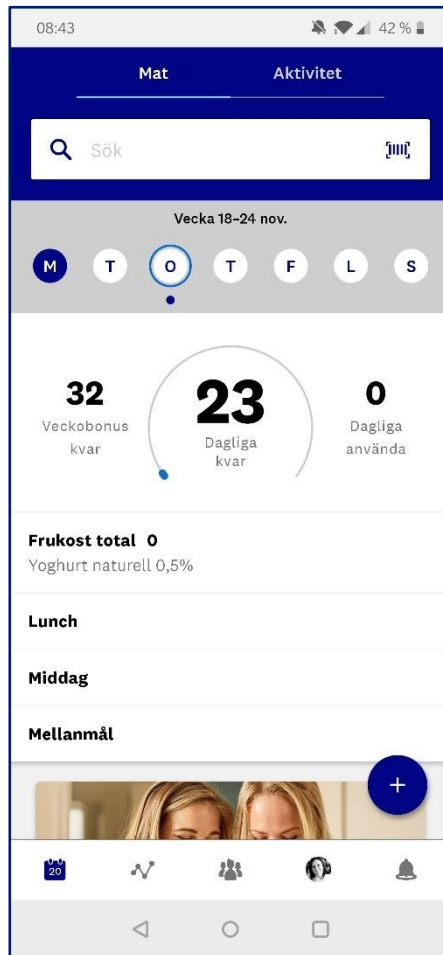 08:43
42 %
Mat
Aktivitet
Sök
Vecka 18–24 nov.
M T O T F L S
32
Veckobonus
kvar
23
Dagliga
kvar
0
Dagliga
använda
Frukost total 0
Yoghurt naturell 0,5%
Lunch
Middag
Mellanmål
+
20